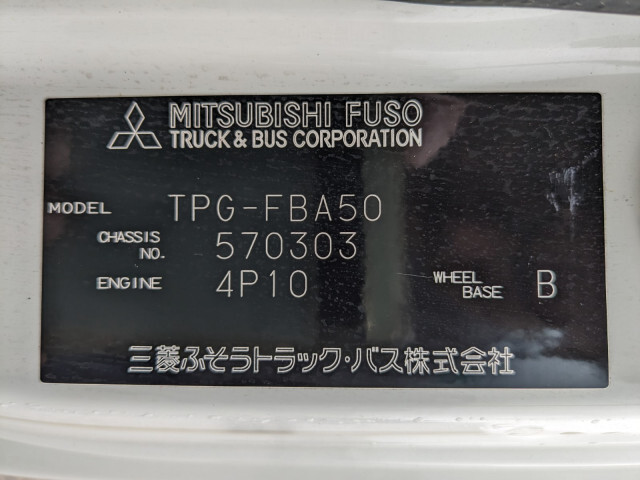 MITSUBISHI FUSO
TRUCK & BUS CORPORATION
MODEL TPG-FBA50
CHASSIS NO. 570303
ENGINE 4P10 WHEEL BASE B
三菱ふそうトラック・バス株式会社